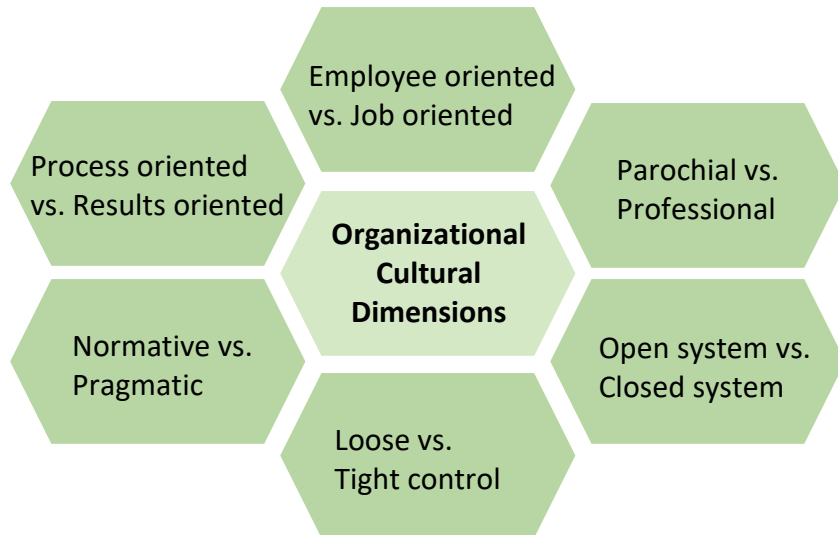 Employee oriented
vs. Job oriented
Process oriented
vs. Results oriented
Parochial vs.
Professional
Organizational
Cultural
Dimensions
Normative vs.
Pragmatic
Open system vs.
Closed system
Loose vs.
Tight control